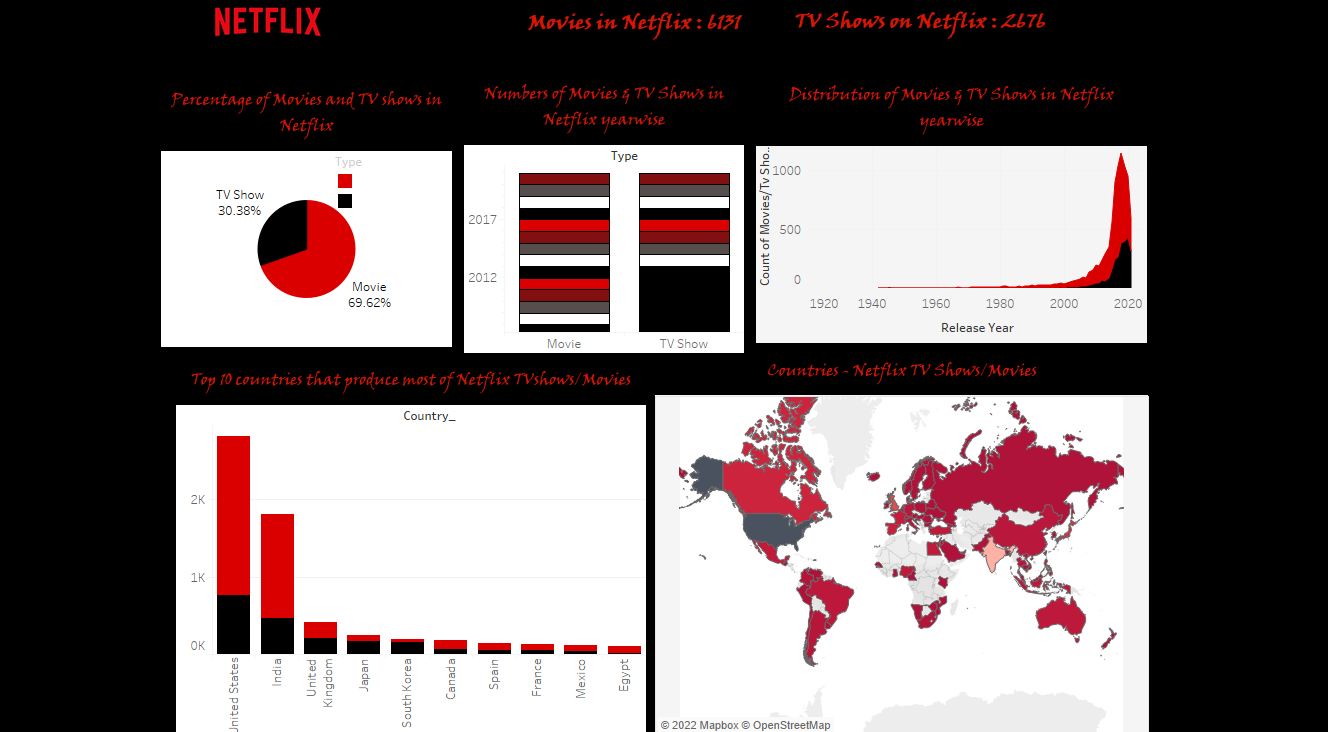 NETFLIX
Movies in Netflix : 6131
TV Shows on Netflix : 2676
Percentage of Movies and TV shows in
Netflix
Type
TV Show
30.38%
Movie
69.62%
Numbers of Movies & TV Shows in
Netflix yearwise
Type
2017
2012
Movie
TV Show
Distribution of Movies & TV Shows in Netflix
yearwise
Count of Movies/Tv Sho..
1000
500
0
1920
1940
1960
1980
2000
2020
Release Year
Top 10 countries that produce most of Netflix TVshows/Movies
Country_
2K
1K
0K
United States
India
United
Kingdom
Japan
South Korea
Canada
Spain
France
Mexico
Egypt
Countries - Netflix TV Shows/Movies
© 2022 Mapbox © OpenStreetMap